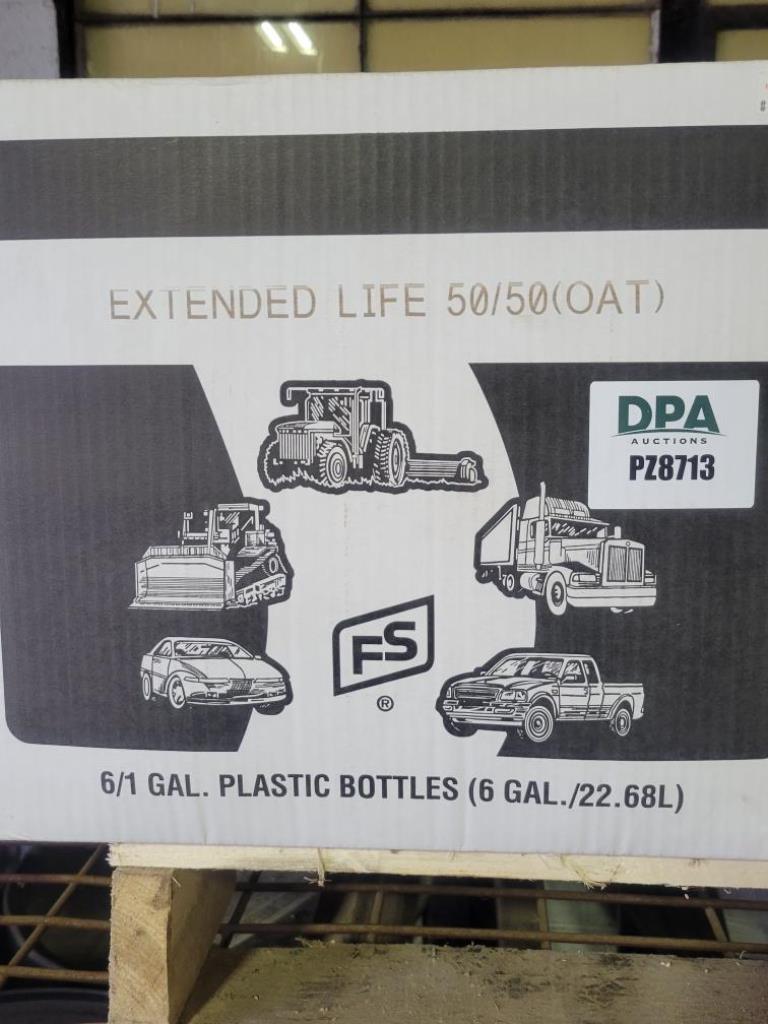 #
EXTENDED LIFE 50/50(OAT)
DPA
AUCTIONS
PZ8713
FS
®
6/1 GAL. PLASTIC BOTTLES (6 GAL./22.68L)